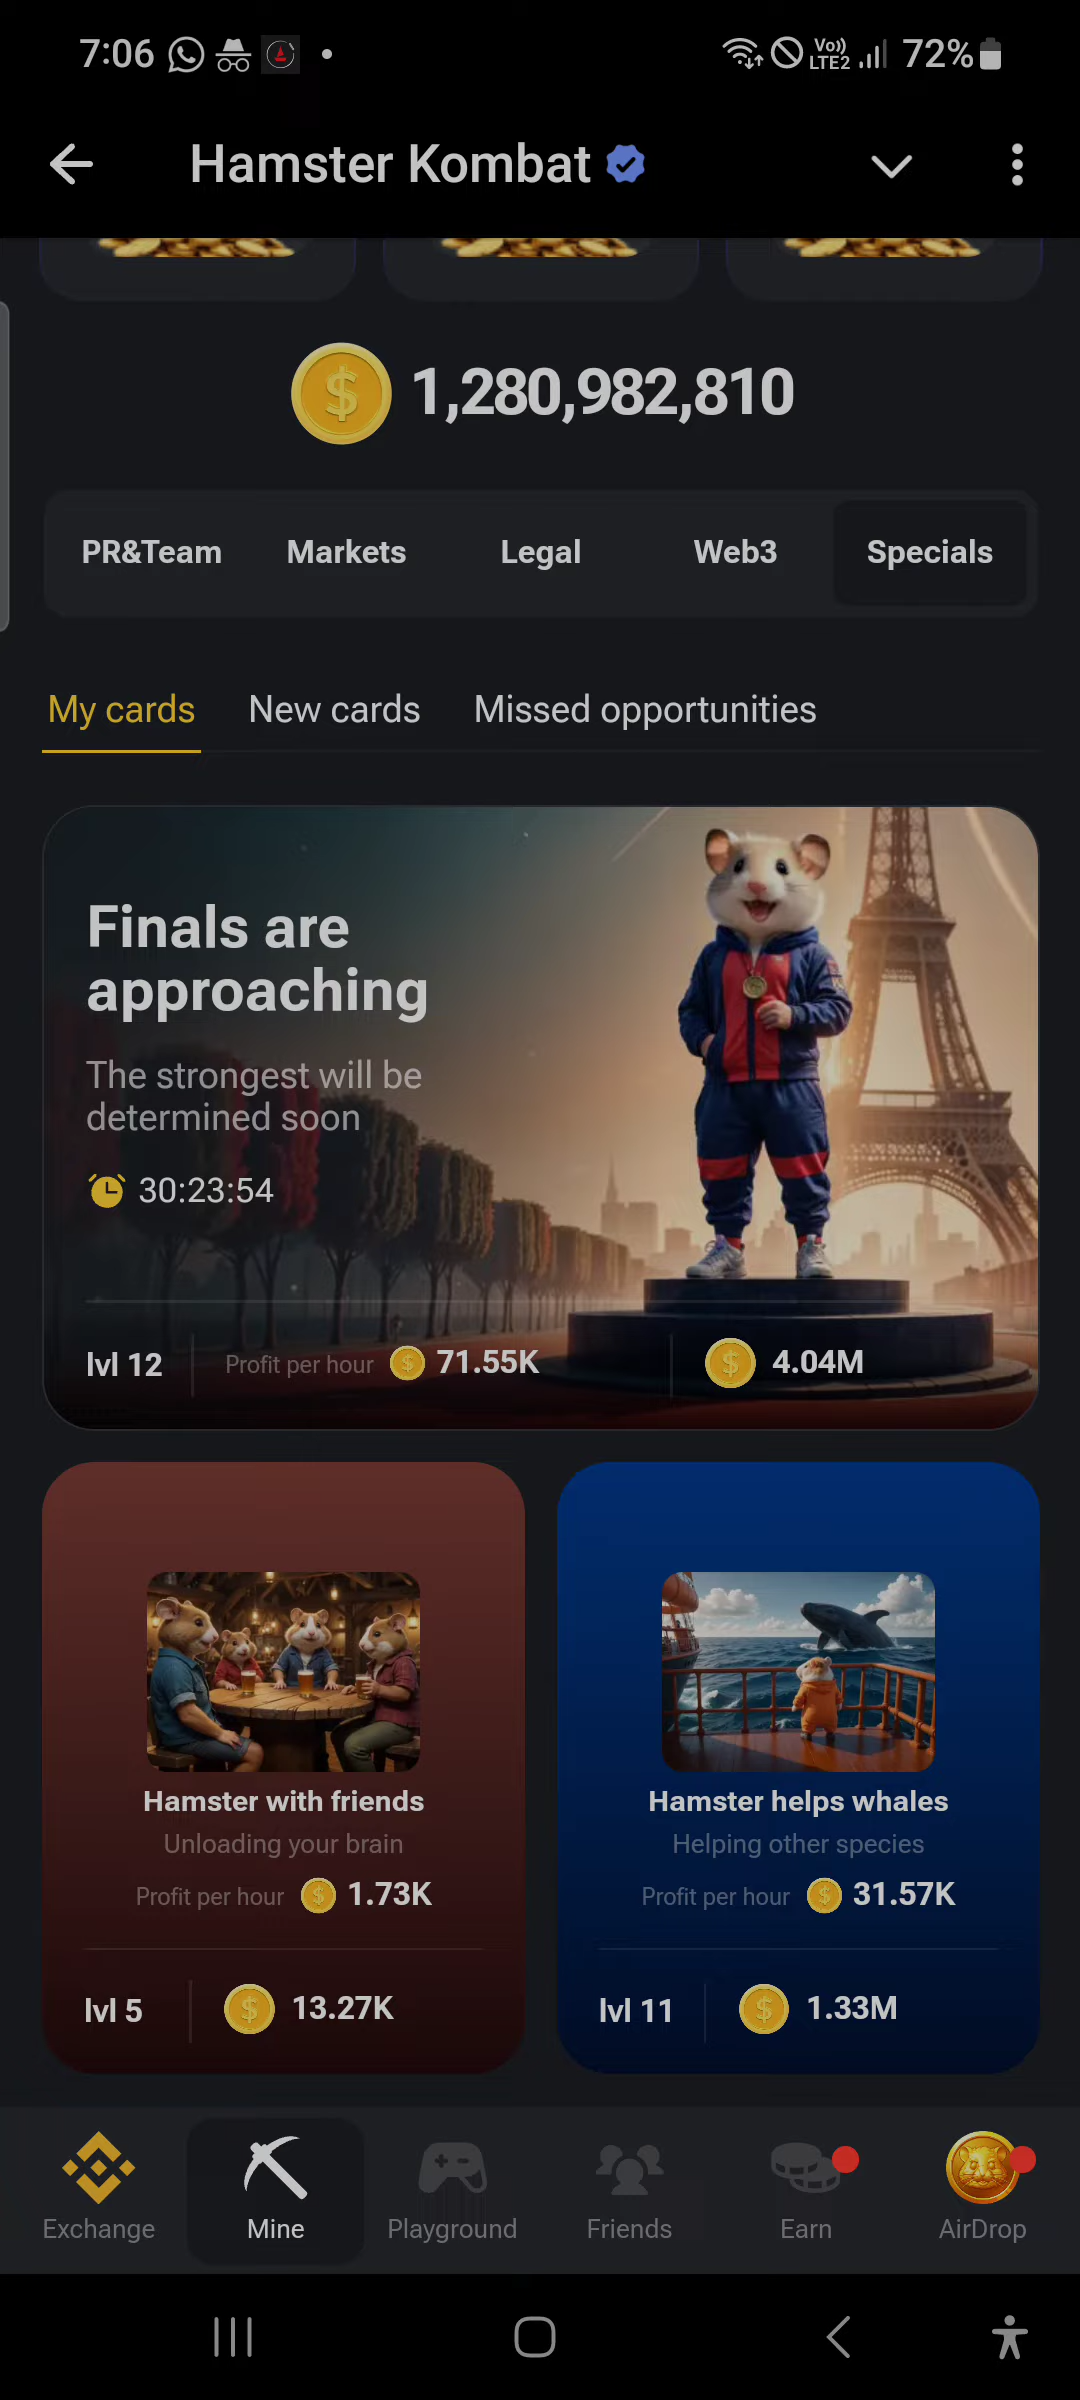 7:06
Vo))
LTE2
72%
Hamster Kombat
1,280,982,810
PR&Team Markets Legal Web3 Specials
My cards New cards Missed opportunities
Finals are
approaching
The strongest will be
determined soon
30:23:54
lvl 12 Profit per hour 71.55K 4.04M
Hamster with friends
Unloading your brain
Profit per hour 1.73K
lvl 5 13.27K
Hamster helps whales
Helping other species
Profit per hour 31.57K
lvl 11 1.33M
Exchange Mine Playground Friends Earn AirDrop